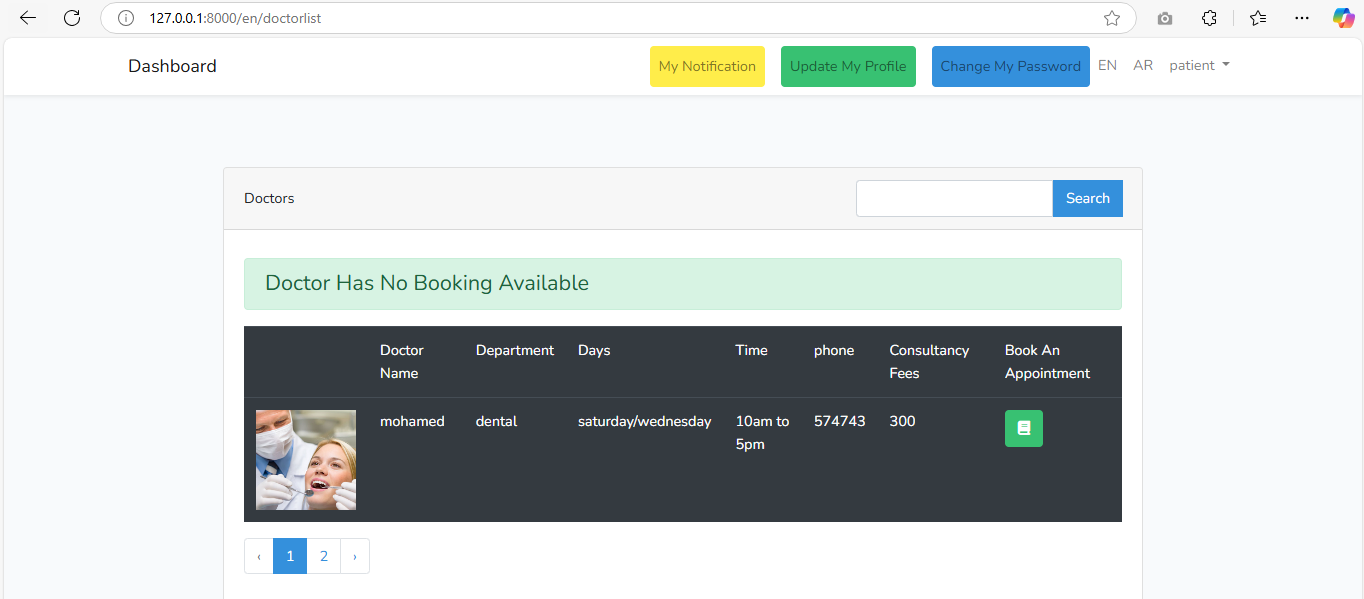 127.0.0.1:8000/en/doctorlist
Dashboard
My Notification
Update My Profile
Change My Password
EN
AR
patient
Doctors
Search
Doctor Has No Booking Available
Doctor Name
Department
Days
Time
phone
Consultancy Fees
Book An Appointment
mohamed
dental
saturday/wednesday
10am to 5pm
574743
300
‹
1
2
›